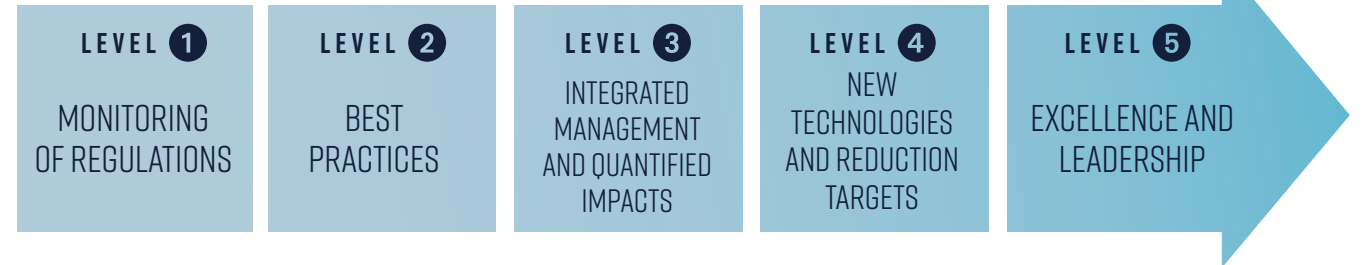 LEVEL 1
MONITORING
OF REGULATIONS
LEVEL 2
BEST
PRACTICES
LEVEL 3
INTEGRATED
MANAGEMENT
AND QUANTIFIED
IMPACTS
LEVEL 4
NEW
TECHNOLOGIES
AND REDUCTION
TARGETS
LEVEL 5
EXCELLENCE AND
LEADERSHIP